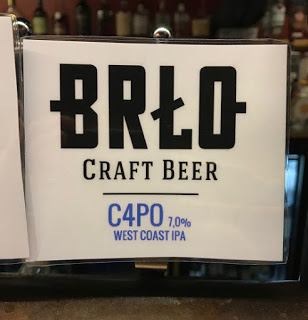 BRŁO
CRAFT BEER
C4PO 7,0%
WEST COAST IPA